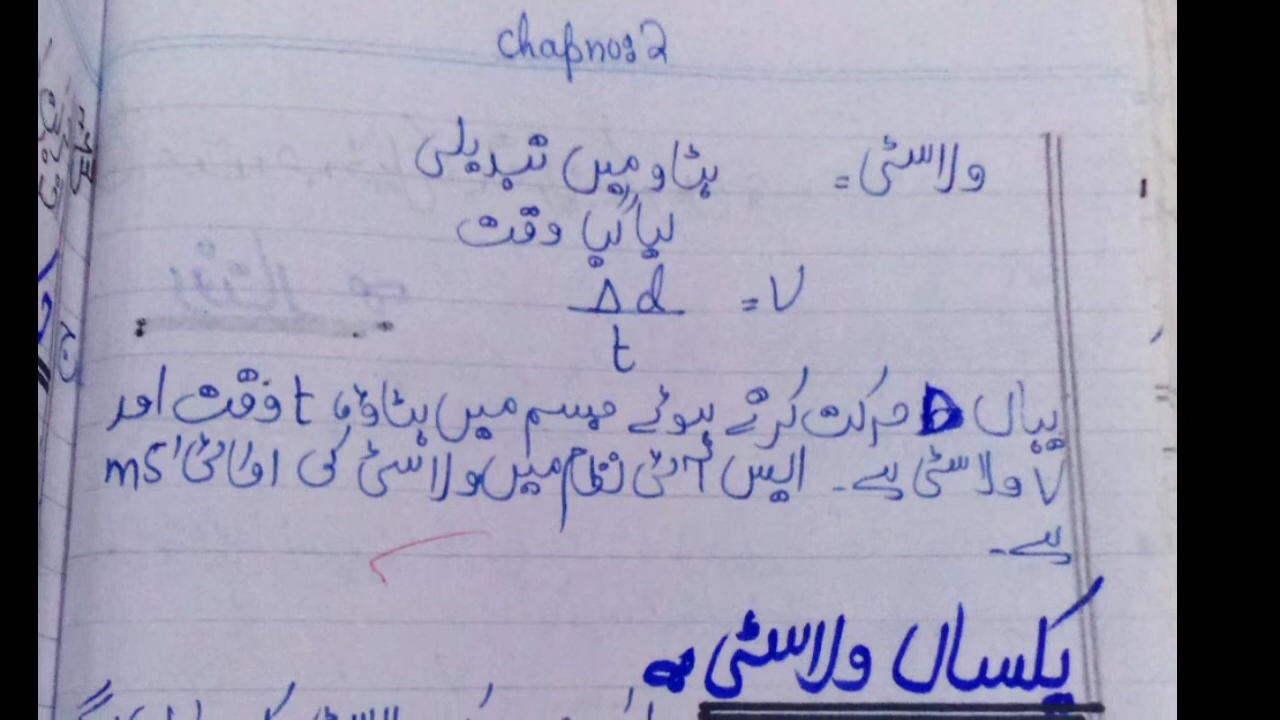 Chap no: 2
ولاسٹی = ہٹاو میں تبدیلی
لیا گیا وقت
V = Δd
t
یہاں D حرکت کرتے ہوئے جسم میں ہٹاؤ، t وقت اور
V ولاسٹی ہے۔ ایس آئی نظام میں ولاسٹی کی اکائی ms⁻¹
ہے۔
یکساں ولاسٹی